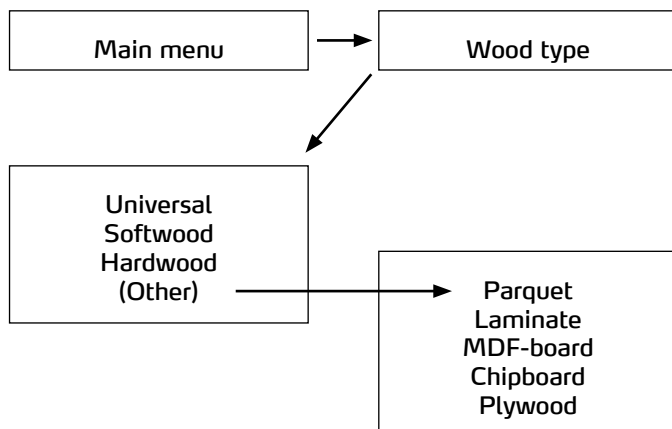 Main menu
Wood type
Universal
Softwood
Hardwood
(Other)
Parquet
Laminate
MDF-board
Chipboard
Plywood